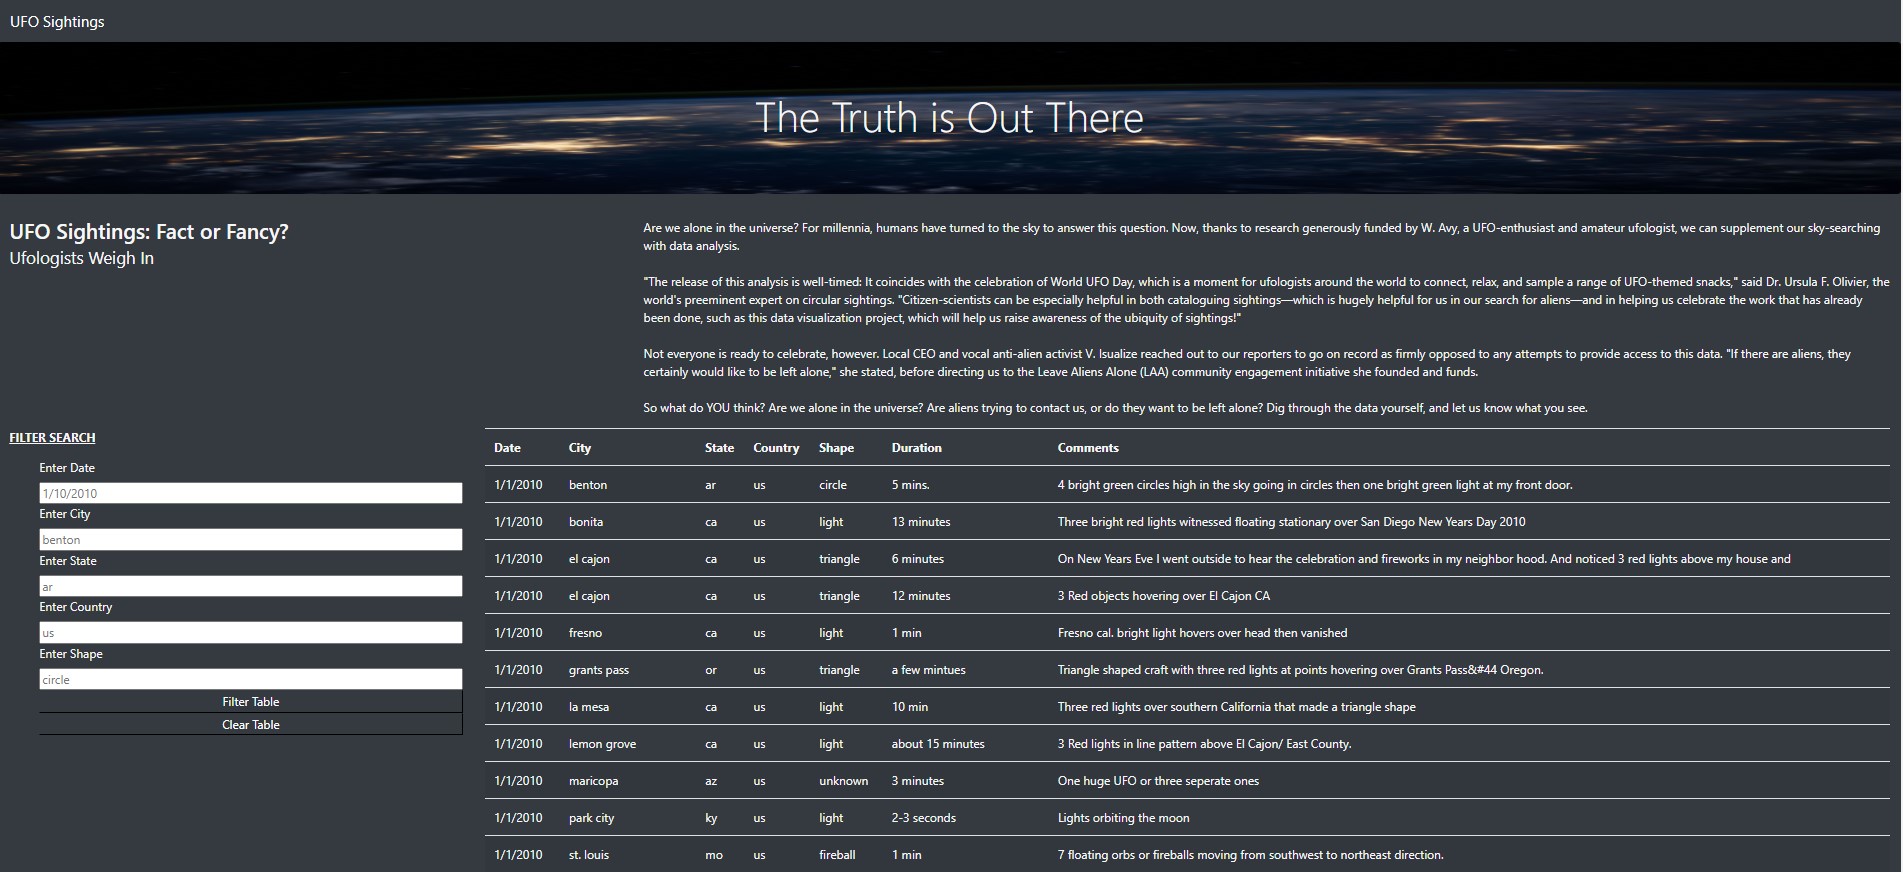 UFO Sightings
The Truth is Out There
UFO Sightings: Fact or Fancy?
Ufologists Weigh In
Are we alone in the universe? For millennia, humans have turned to the sky to answer this question. Now, thanks to research generously funded by W. Avy, a UFO-enthusiast and amateur ufologist, we can supplement our sky-searching
with data analysis.
"The release of this analysis is well-timed: It coincides with the celebration of World UFO Day, which is a moment for ufologists around the world to connect, relax, and sample a range of UFO-themed snacks," said Dr. Ursula F. Olivier, the
world's preeminent expert on circular sightings. "Citizen-scientists can be especially helpful in both cataloguing sightings—which is hugely helpful for us in our search for aliens—and in helping us celebrate the work that has already
been done, such as this data visualization project, which will help us raise awareness of the ubiquity of sightings!"
Not everyone is ready to celebrate, however. Local CEO and vocal anti-alien activist V. Isualize reached out to our reporters to go on record as firmly opposed to any attempts to provide access to this data. "If there are aliens, they
certainly would like to be left alone," she stated, before directing us to the Leave Aliens Alone (LAA) community engagement initiative she founded and funds.
So what do YOU think? Are we alone in the universe? Are aliens trying to contact us, or do they want to be left alone? Dig through the data yourself, and let us know what you see.
FILTER SEARCH
Enter Date
1/10/2010
Enter City
benton
Enter State
ar
Enter Country
us
Enter Shape
circle
Filter Table
Clear Table
Date City State Country Shape Duration Comments
1/1/2010 benton ar us circle 5 mins. 4 bright green circles high in the sky going in circles then one bright green light at my front door.
1/1/2010 bonita ca us light 13 minutes Three bright red lights witnessed floating stationary over San Diego New Years Day 2010
1/1/2010 el cajon ca us triangle 6 minutes On New Years Eve I went outside to hear the celebration and fireworks in my neighbor hood. And noticed 3 red lights above my house and
1/1/2010 el cajon ca us triangle 12 minutes 3 Red objects hovering over El Cajon CA
1/1/2010 fresno ca us light 1 min Fresno cal. bright light hovers over head then vanished
1/1/2010 grants pass or us triangle a few mintues Triangle shaped craft with three red lights at points hovering over Grants Pass&#44 Oregon.
1/1/2010 la mesa ca us light 10 min Three red lights over southern California that made a triangle shape
1/1/2010 lemon grove ca us light about 15 minutes 3 Red lights in line pattern above El Cajon/ East County.
1/1/2010 maricopa az us unknown 3 minutes One huge UFO or three seperate ones
1/1/2010 park city ky us light 2-3 seconds Lights orbiting the moon
1/1/2010 st. louis mo us fireball 1 min 7 floating orbs or fireballs moving from southwest to northeast direction.